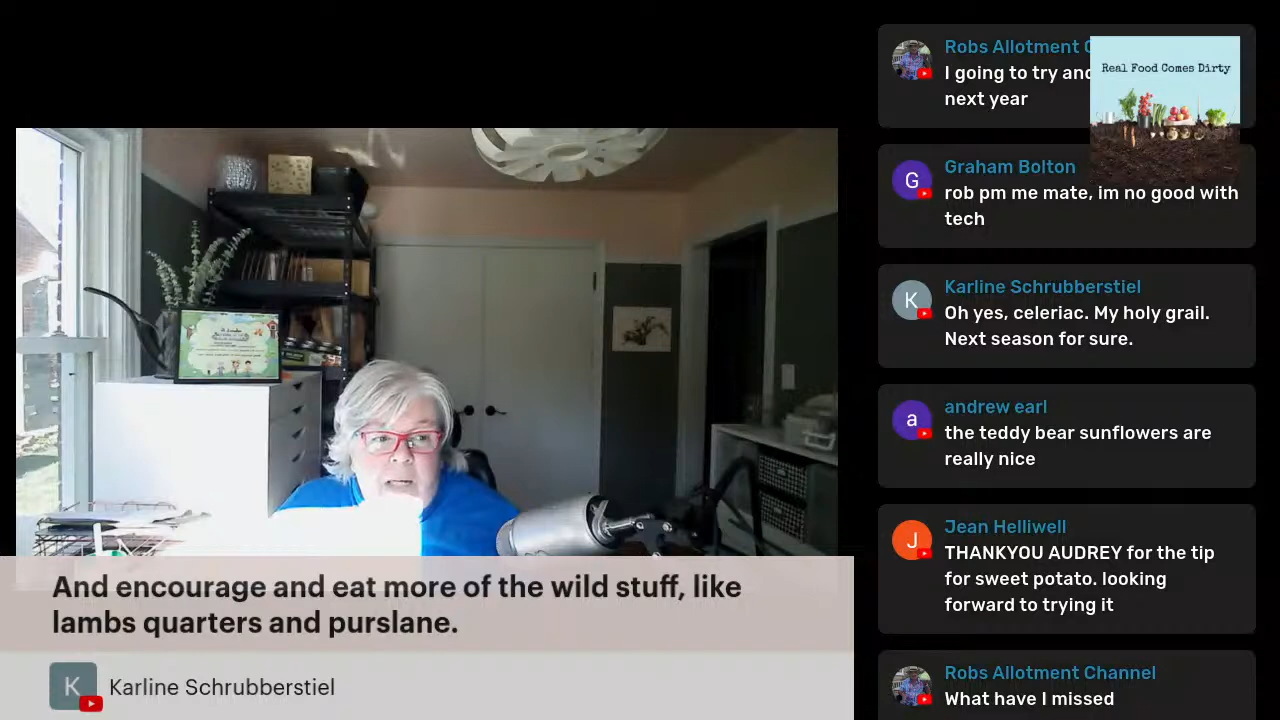 Robs Allotment C
I going to try and
next year
Real Food Comes Dirty
G
Graham Bolton
rob pm me mate, im no good with
tech
K
Karline Schrubberstiel
Oh yes, celeriac. My holy grail.
Next season for sure.
a
andrew earl
the teddy bear sunflowers are
really nice
J
Jean Helliwell
THANKYOU AUDREY for the tip
for sweet potato. looking
forward to trying it
Robs Allotment Channel
What have I missed
And encourage and eat more of the wild stuff, like
lambs quarters and purslane.
K
Karline Schrubberstiel